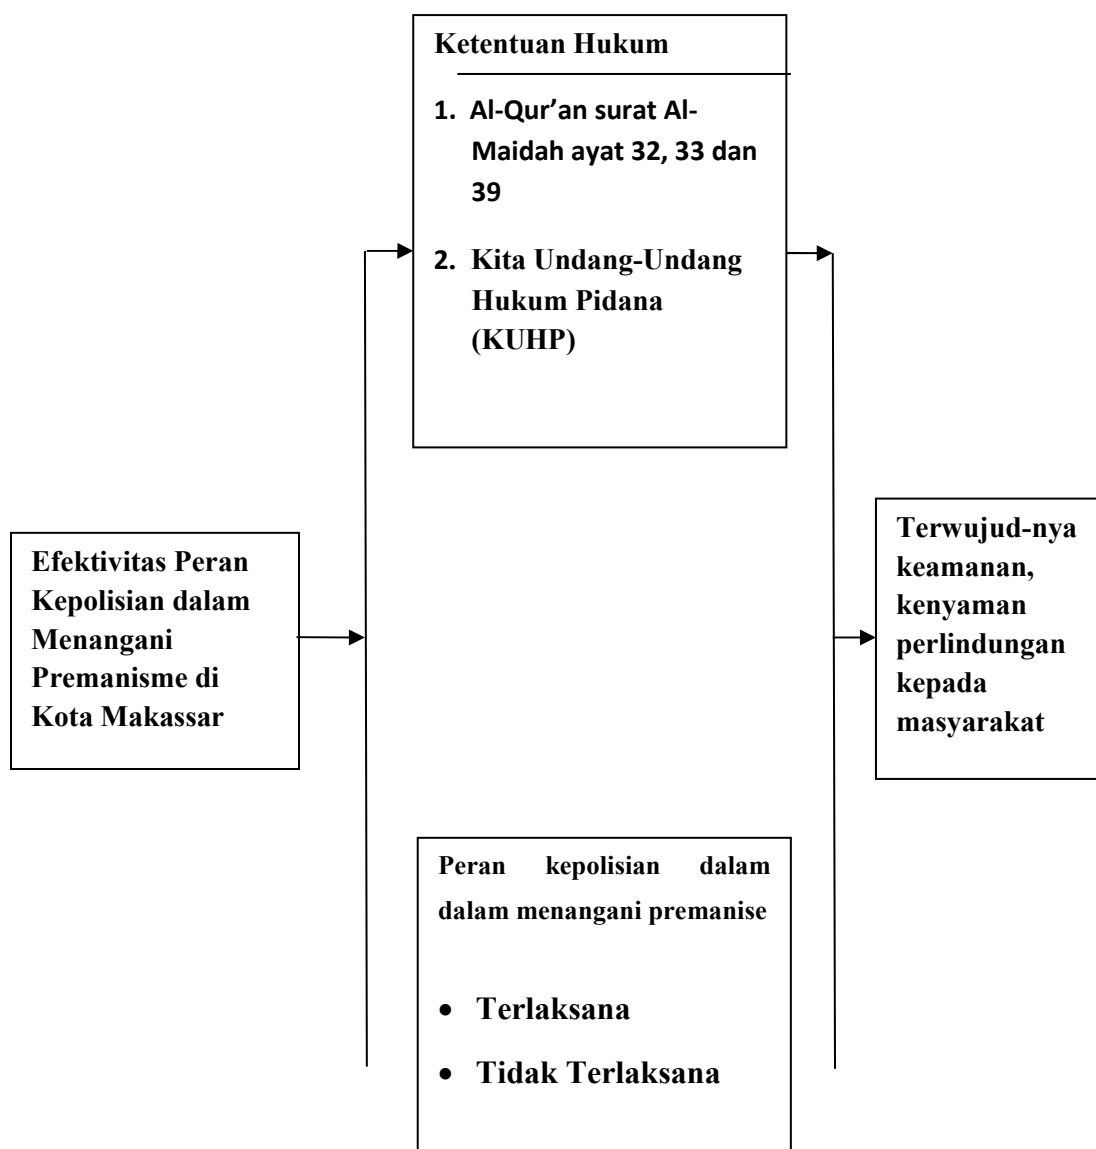 Ketentuan Hukum
1. Al-Qur’an surat Al-
Maidah ayat 32, 33 dan
39
2. Kita Undang-Undang
Hukum Pidana
(KUHP)
Efektivitas Peran
Kepolisian dalam
Menangani
Premanisme di
Kota Makassar
Terwujud-nya
keamanan,
kenyaman
perlindungan
kepada
masyarakat
Peran kepolisian dalam
dalam menangani premanise
• Terlaksana
• Tidak Terlaksana